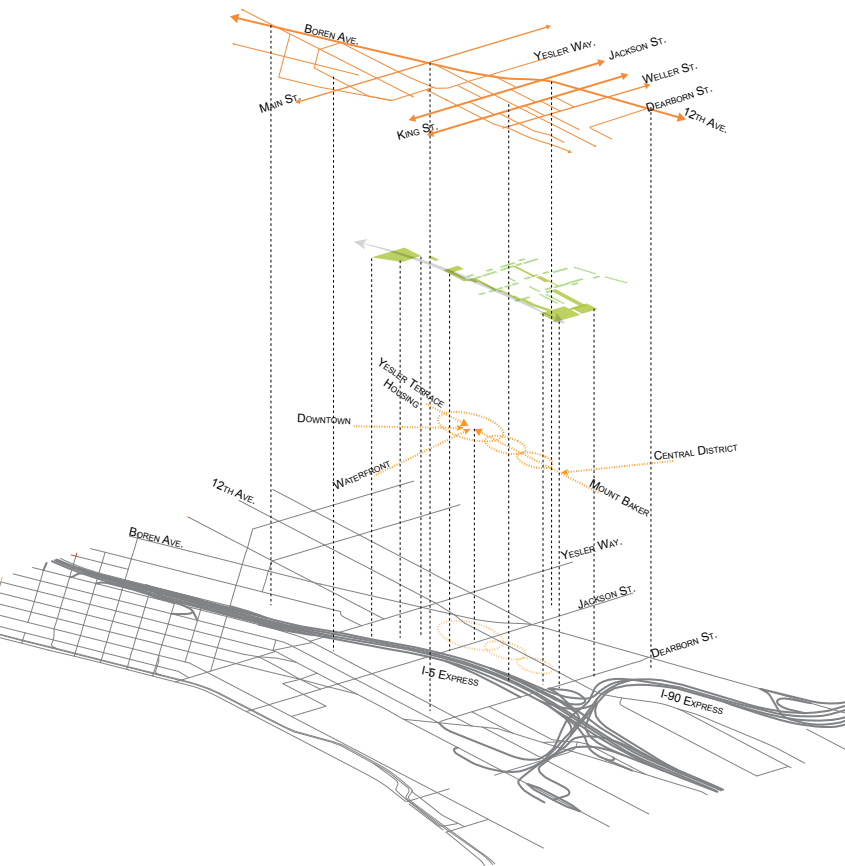 Boren Ave.
Yesler Way.
Jackson St.
Weller St.
Main St.
Dearborn St.
King St.
12th Ave.
Yesler Terrace
Housing
Downtown
Central District
Waterfront
Mount Baker
12th Ave.
Boren Ave.
Yesler Way.
Jackson St.
Dearborn St.
I-5 Express
I-90 Express